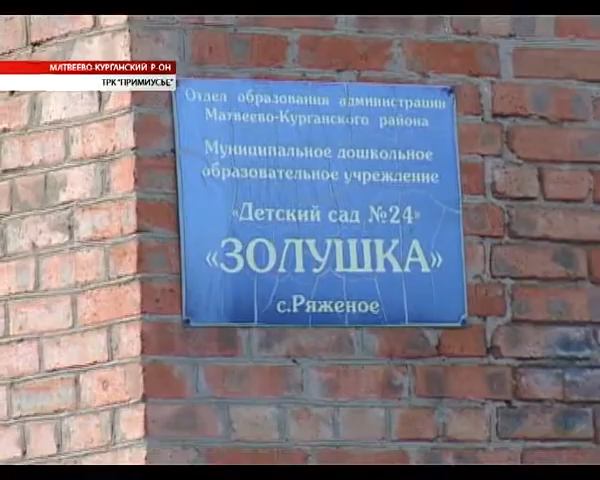 МАТВЕЕВО-КУРГАНСКИЙ Р-ОН
ТРК "ПРИМИУСЬЕ"
Отдел образования администрации
Матвеево-Курганского района
Муниципальное дошкольное
образовательное учреждение
«Детский сад №24»
«ЗОЛУШКА»
с.Ряженое